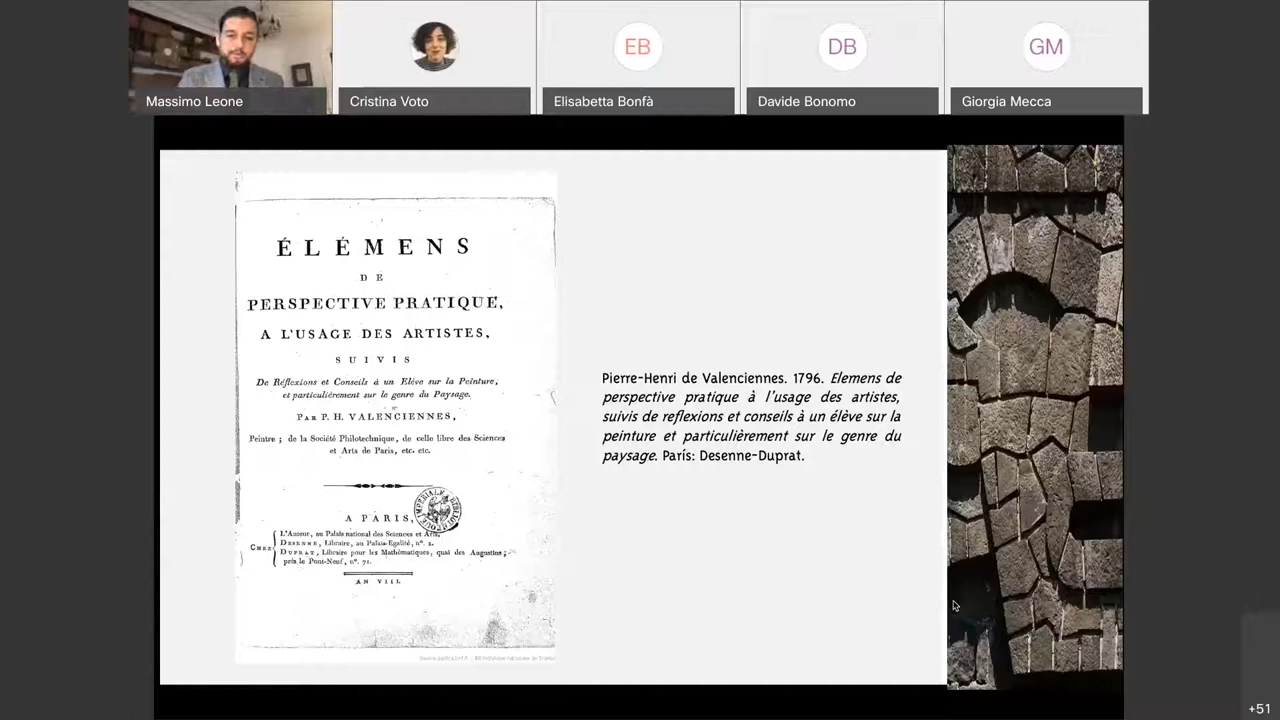 Massimo Leone
Cristina Voto
EB
Elisabetta Bonfà
DB
Davide Bonomo
GM
Giorgia Mecca
ÉLÉMENS
DE
PERSPECTIVE PRATIQUE,
A L'USAGE DES ARTISTES,
SUIVIS
De Réflexions et Conseils à un Eléve sur la Peinture,
et particulièrement sur le genre du Paysage.
PAR P. H. VALENCIENNES,
Peintre ; de la Société Philotechnique, de celle libre des Sciences
et Arts de Paris, etc. etc.
A PARIS,
CHEZ
L'Auteur, au Palais national des Sciences et Arts.
DESENNE, Libraire, au Palais-Egalité, n°. 2.
DUPRAT, Libraire pour les Mathématiques, quai des Augustins ;
près le Pont-Neuf, n°. 71.
AN VIII.
Pierre-Henri de Valenciennes. 1796. Elemens de
perspective pratique à l'usage des artistes,
suivis de reflexions et conseils à un élève sur la
peinture et particulièrement sur le genre du
paysage. París: Desenne-Duprat.
+51